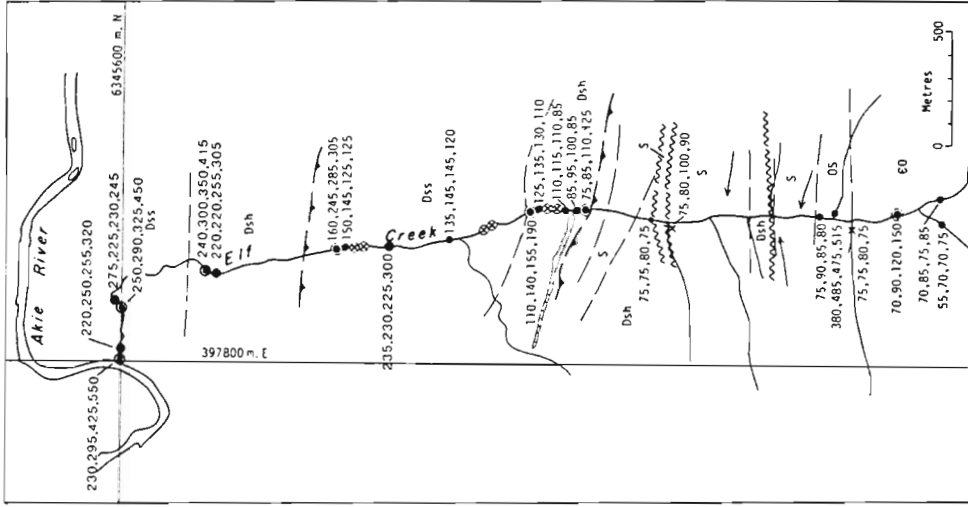 6345600 m. N
500
Metres
0
Akie River
220,250,255,320
275,225,230,245
250,290,325,450
Dss
230,295,425,550
240,300,350,415
220,220,255,305
Dsh
Elf
397800 m. E
160,245,285,305
150,145,125,125
Dss
Creek
135,145,145,120
235,230,225,300
125,135,130,110
110,115,110,85
85,95,100,85
75,85,110,125
Dsh
110,140,155,190
S
S
Dsh
75,75,80,75
75,80,100,90
S
Dsh
S
75,90,85,80
OS
380,485,475,515
75,75,80,75
€O
70,90,120,150
70,85,75,85
55,70,70,75